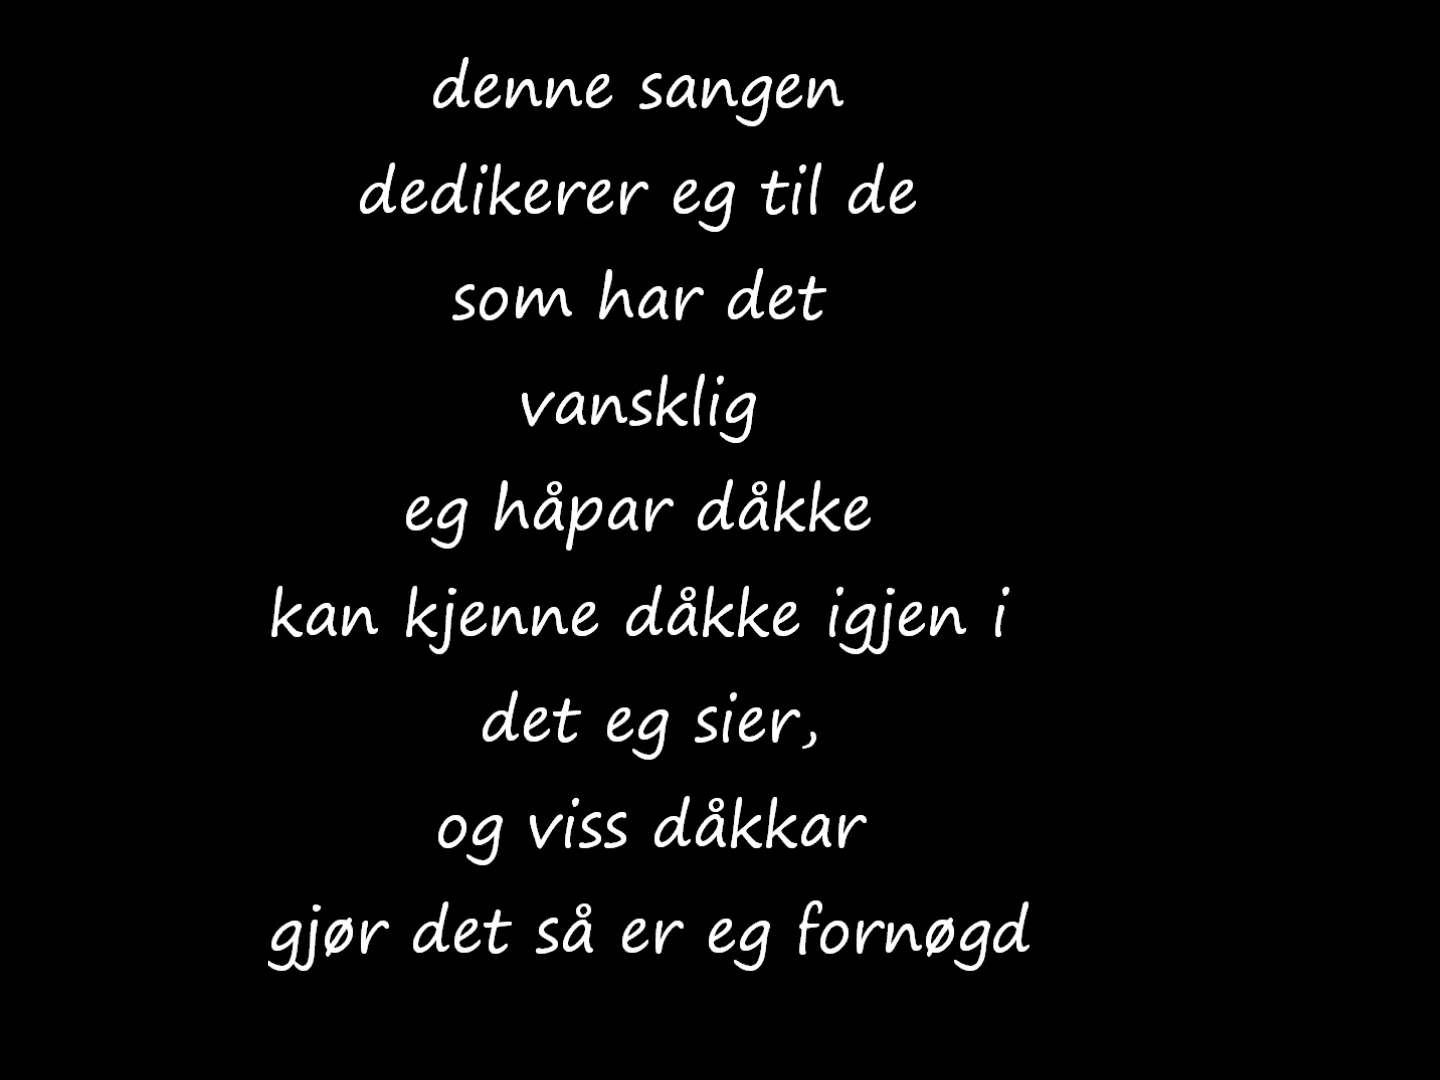 denne sangen
dedikerer eg til de
som har det
vansklig
eg håpar dåkke
kan kjenne dåkke igjen i
det eg sier,
og viss dåkkar
gjør det så er eg fornøgd